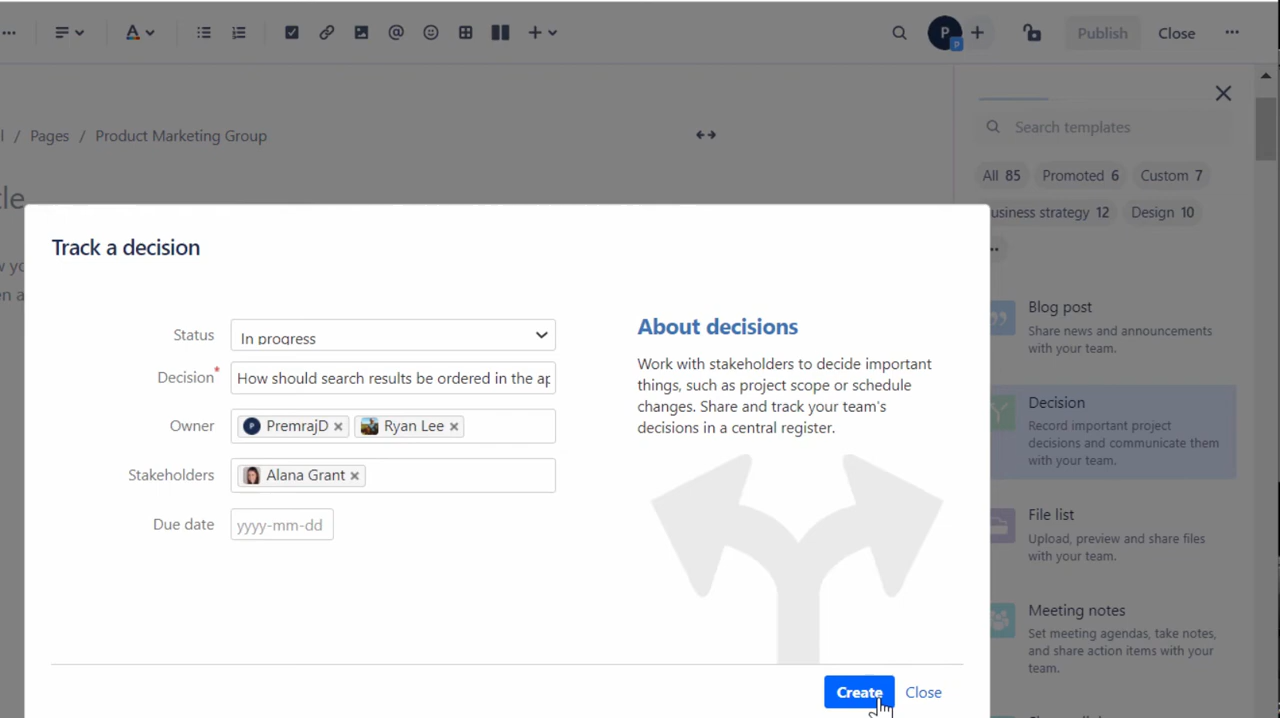 P
P
Publish
Close
l / Pages / Product Marketing Group
Search templates
All 85
Promoted 6
Custom 7
usiness strategy 12
Design 10
Track a decision
Status
In progress
Decision*
How should search results be ordered in the ap
Owner
PremrajD
Ryan Lee
Stakeholders
Alana Grant
Due date
yyyy-mm-dd
About decisions
Work with stakeholders to decide important
things, such as project scope or schedule
changes. Share and track your team's
decisions in a central register.
Create
Close
Blog post
Share news and announcements
with your team.
Decision
Record important project
decisions and communicate them
with your team.
File list
Upload, preview and share files
with your team.
Meeting notes
Set meeting agendas, take notes,
and share action items with your
team.